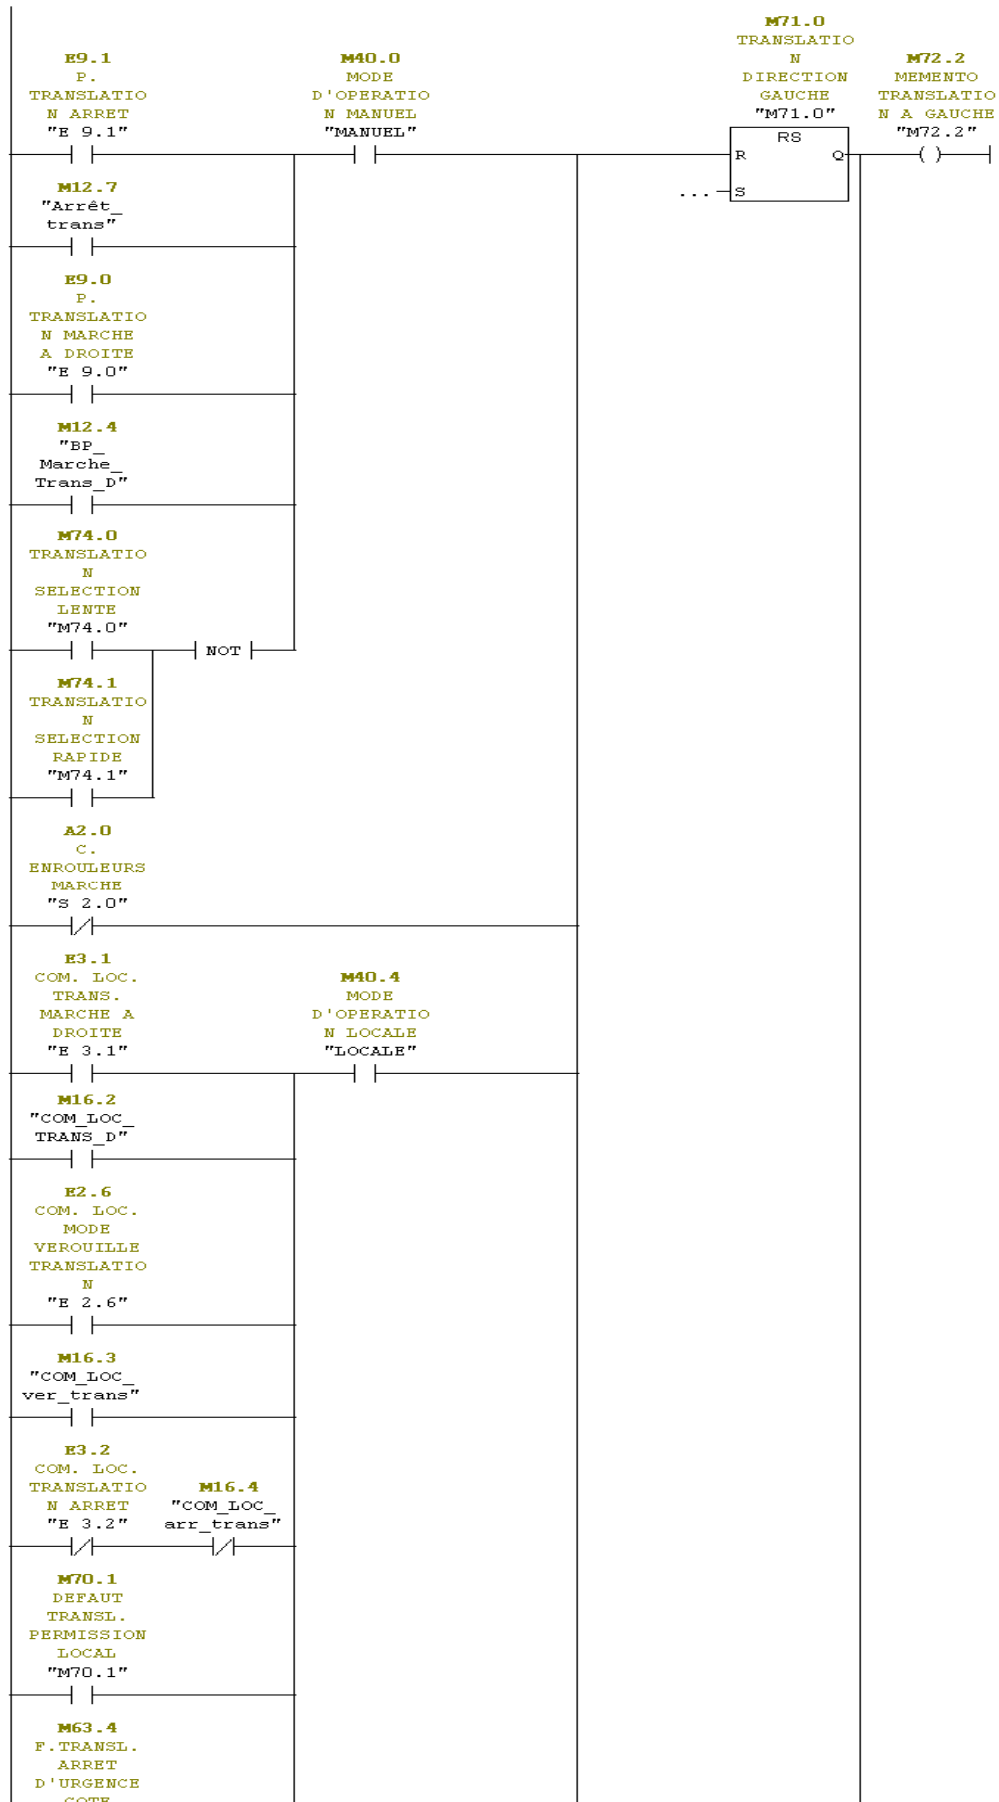 M71.0
TRANSLATIO
N
DIRECTION
GAUCHE
"M71.0"
E9.1
P.
TRANSLATIO
N ARRET
"E 9.1"
M40.0
MODE
D'OPERATIO
N MANUEL
"MANUEL"
M72.2
MEMENTO
TRANSLATIO
N A GAUCHE
"M72.2"
RS
R
Q
...
S
M12.7
"Arrêt_
trans"
E9.0
P.
TRANSLATIO
N MARCHE
A DROITE
"E 9.0"
M12.4
"BP_
Marche_
Trans_D"
M74.0
TRANSLATIO
N
SELECTION
LENTE
"M74.0"
NOT
M74.1
TRANSLATIO
N
SELECTION
RAPIDE
"M74.1"
A2.0
C.
ENROULEURS
MARCHE
"S 2.0"
E3.1
COM. LOC.
TRANS.
MARCHE A
DROITE
"E 3.1"
M40.4
MODE
D'OPERATIO
N LOCALE
"LOCALE"
M16.2
"COM_LOC_
TRANS_D"
E2.6
COM. LOC.
MODE
VEROUILLE
TRANSLATIO
N
"E 2.6"
M16.3
"COM_LOC_
ver_trans"
E3.2
COM. LOC.
TRANSLATIO
N ARRET
"E 3.2"
M16.4
"COM_LOC_
arr_trans"
M70.1
DEFAUT
TRANSL.
PERMISSION
LOCAL
"M70.1"
M63.4
F.TRANSL.
ARRET
D'URGENCE
COTE